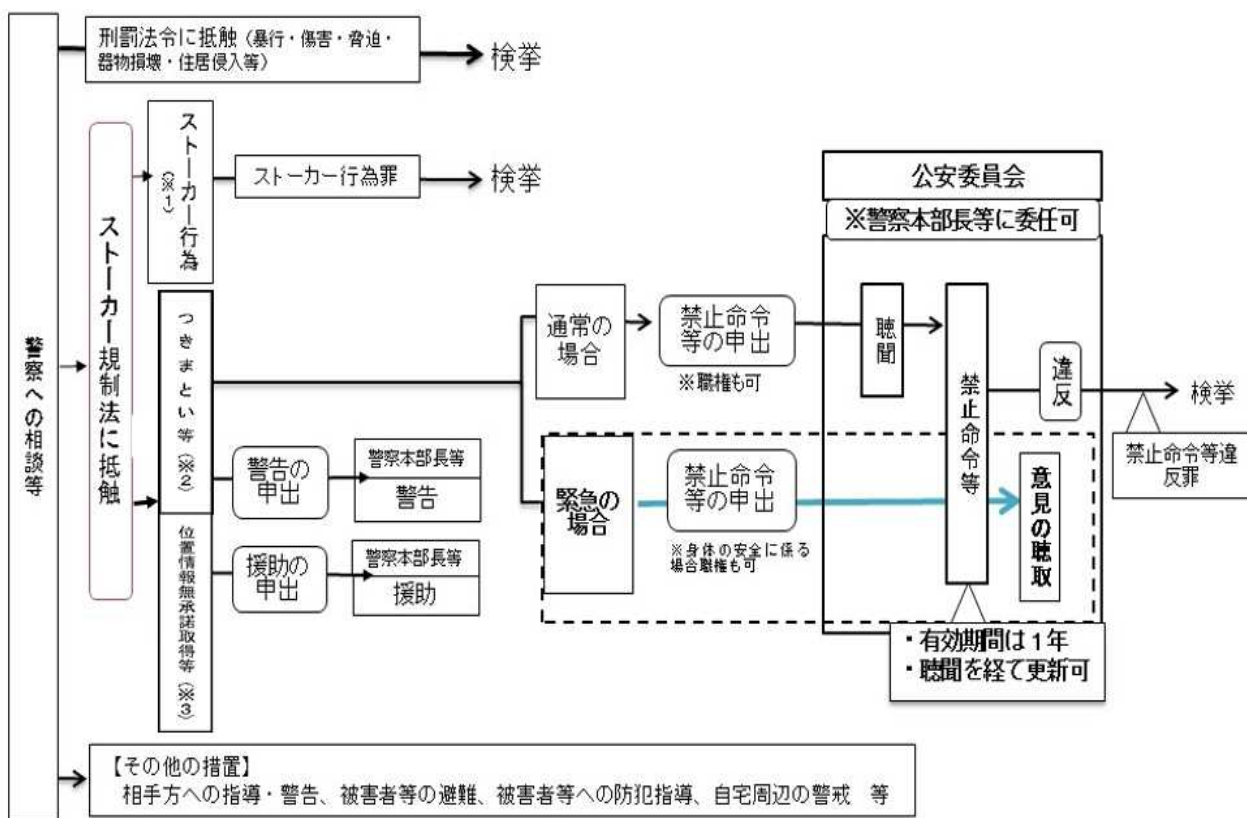 警察への相談等
刑罰法令に抵触（暴行・傷害・脅迫・
器物損壊・住居侵入等）
検挙
ストーカー規制法に抵触
ストーカー行為
（※1）
ストーカー行為罪
検挙
つきまとい等（※2）
位置情報無承諾取得等（※3）
警告の
申出
警察本部長等
警告
援助の
申出
警察本部長等
援助
通常の
場合
禁止命令
等の申出
※職権も可
緊急の
場合
禁止命令
等の申出
※身体の安全に係る
場合職権も可
公安委員会
※警察本部長等に委任可
聴聞
禁止命令等
違反
検挙
禁止命令等違
反罪
意見の聴取
・有効期間は１年
・聴聞を経て更新可
【その他の措置】
相手方への指導・警告、被害者等の避難、被害者等への防犯指導、自宅周辺の警戒　等